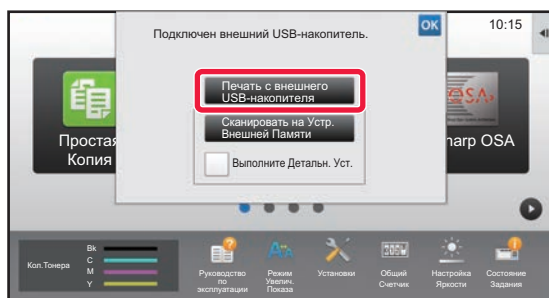 Подключен внешний USB-накопитель.
OK
10:15
Печать с внешнего
USB-накопителя
Сканировать на Устр.
Внешней Памяти
Выполните Детальн. Уст.
Простая
Копия
harp OSA
Кол.Тонера
Bk
C
M
Y
Руководство
по
эксплуатации
Режим
Увелич.
Показа
Установки
Общий
Счетчик
Настройка
Яркости
Состояние
Задания